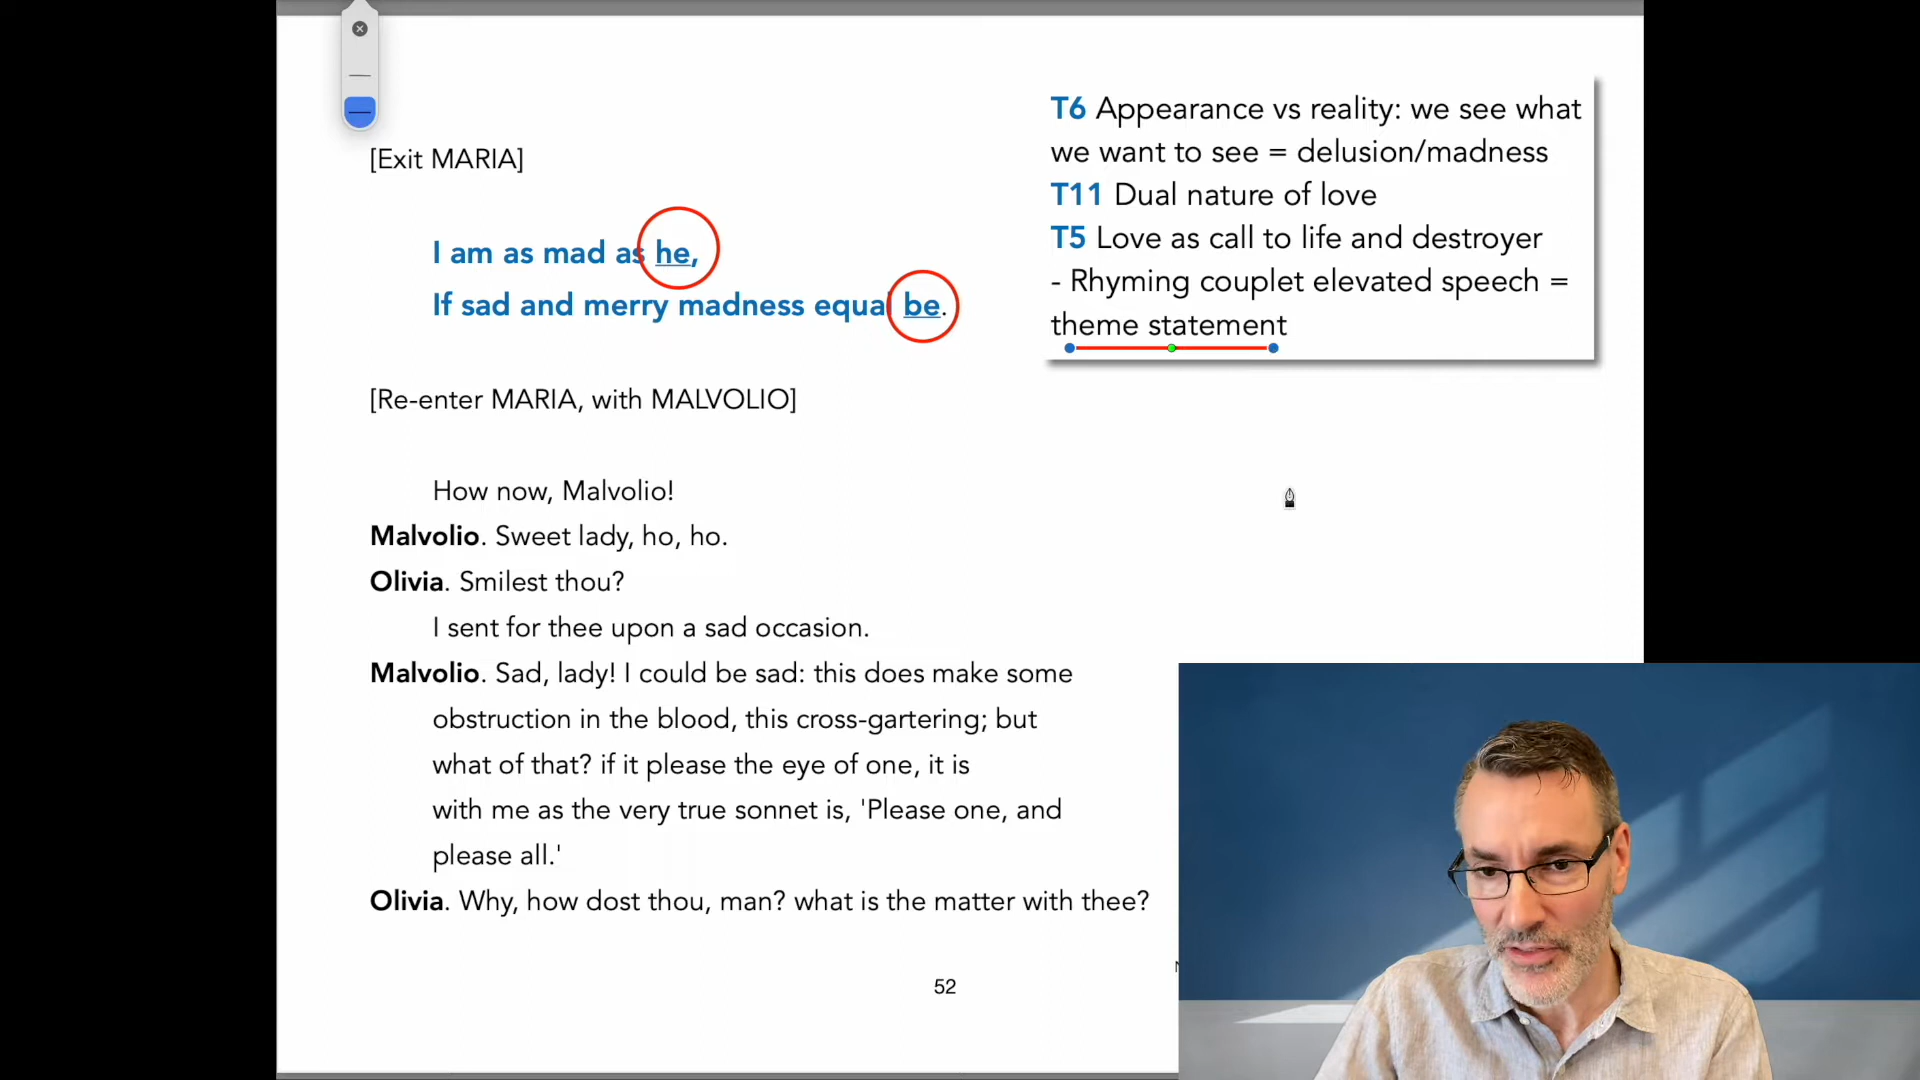 [Exit MARIA]
I am as mad as he,
If sad and merry madness equal be.
[Re-enter MARIA, with MALVOLIO]
How now, Malvolio!
Malvolio. Sweet lady, ho, ho.
Olivia. Smilest thou?
I sent for thee upon a sad occasion.
Malvolio. Sad, lady! I could be sad: this does make some
obstruction in the blood, this cross-gartering; but
what of that? if it please the eye of one, it is
with me as the very true sonnet is, 'Please one, and
please all.'
Olivia. Why, how dost thou, man? what is the matter with thee?
52
T6 Appearance vs reality: we see what
we want to see = delusion/madness
T11 Dual nature of love
T5 Love as call to life and destroyer
- Rhyming couplet elevated speech =
theme statement